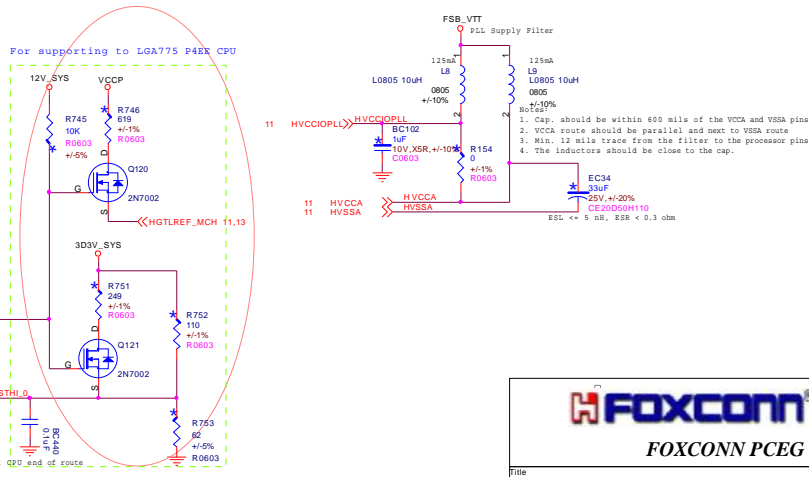 For supporting to LGA775 P4EE CPU
12V_SYS
VCCP
R745
10K
R0603
+/-5%
R746
619
+/-1%
R0603
D
Q120
G
2N7002
S
HGTLREF_MCH 11,13
3D3V_SYS
R751
249
+/-1%
R0603
R752
110
+/-1%
R0603
D
Q121
G
2N7002
S
STHI_0
BC440
0.1uF
R753
62
+/-5%
R0603
CPU end of route
FSB_VTT
PLL Supply Filter
1
125mA
L8
L0805 10uH
0805
+/-10%
2
1
125mA
L9
L0805 10uH
0805
+/-10%
2
11 HVCCIOPLL
HVCCIOPLL
BC102
1uF
10V,X5R,+/-10%
C0603
R154
0
+/-1%
R0603
Notes:
1. Cap. should be within 600 mils of the VCCA and VSSA pins
2. VCCA route should be parallel and next to VSSA route
3. Min. 12 mils trace from the filter to the processor pins
4. The inductors should be close to the cap.
11 HVCCA
HVCCA
11 HVSSA
HVSSA
EC34
33uF
25V,+/-20%
CE20D50H110
ESL <= 5 nH, ESR < 0.3 ohm
FOXCONN
®
FOXCONN PCEG
Title